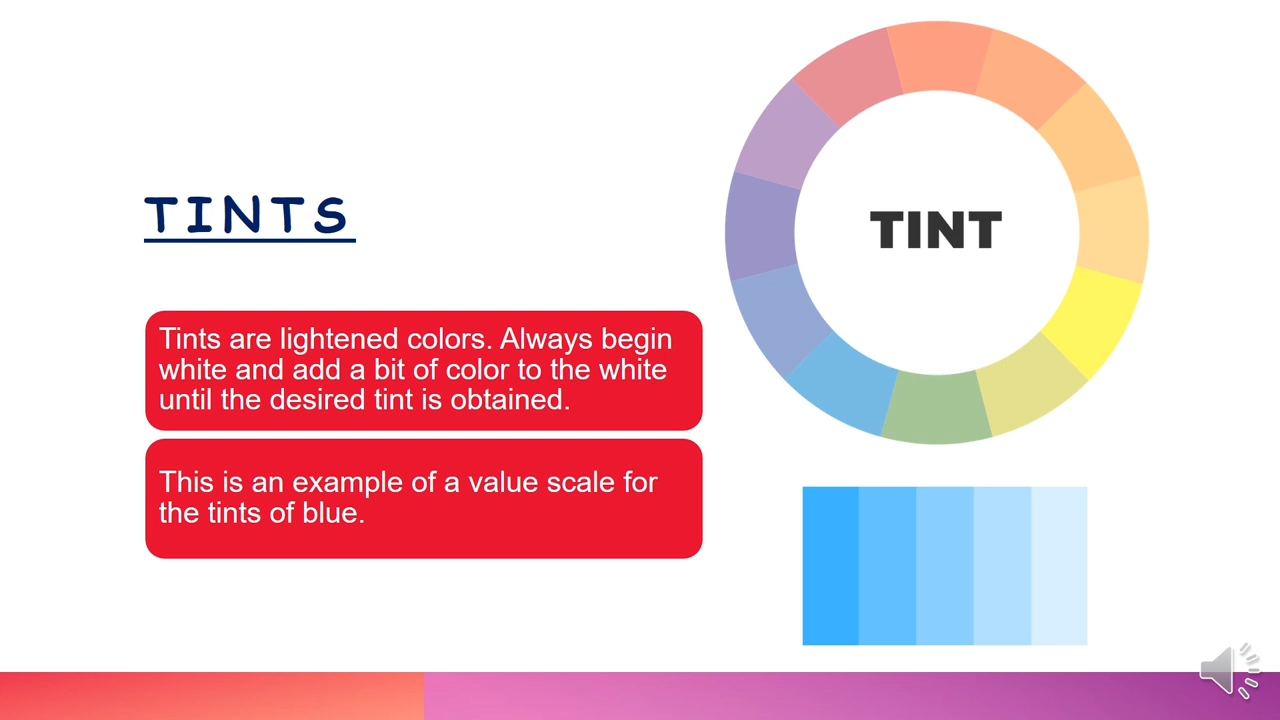 TINTS
Tints are lightened colors. Always begin
white and add a bit of color to the white
until the desired tint is obtained.
This is an example of a value scale for
the tints of blue.
TINT